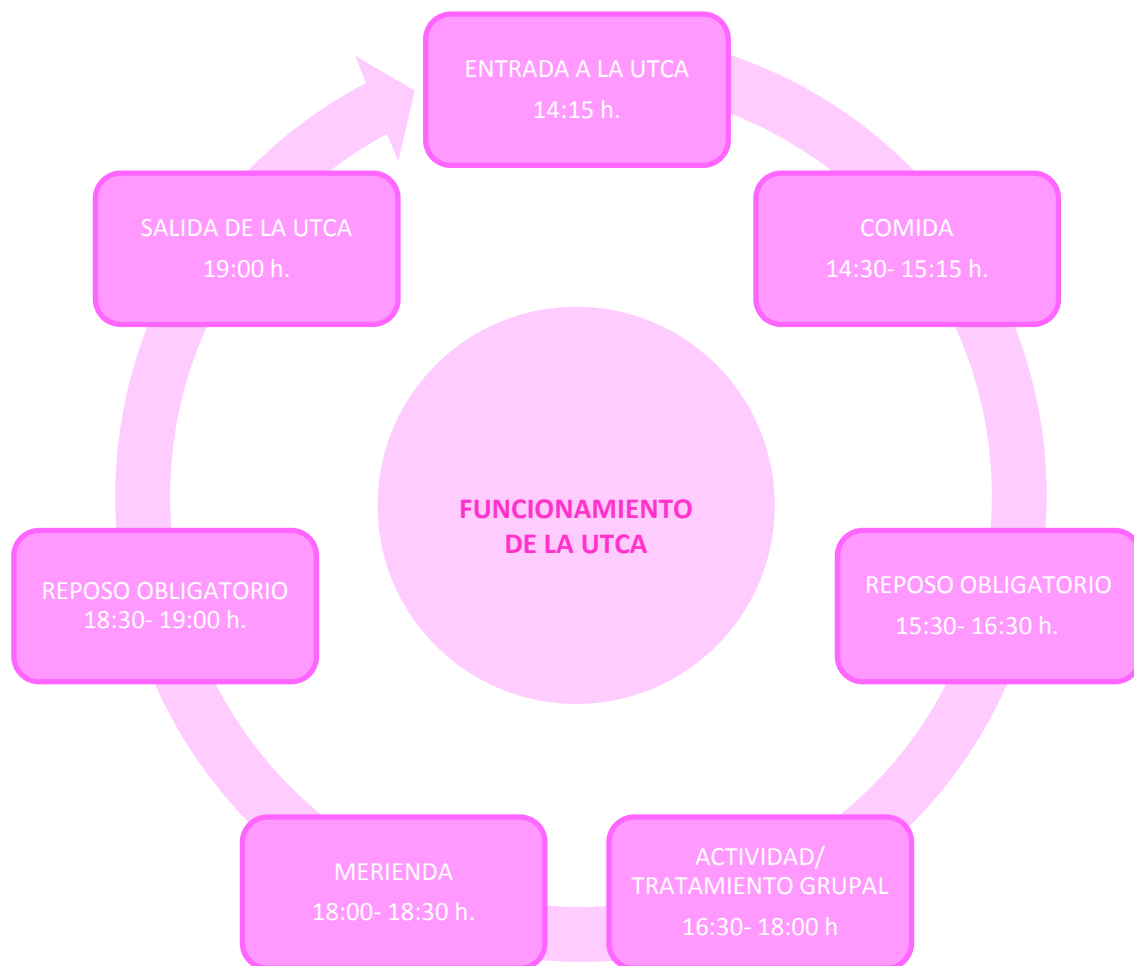 ENTRADA A LA UTCA
14:15 h.
COMIDA
14:30- 15:15 h.
REPOSO OBLIGATORIO
15:30- 16:30 h.
ACTIVIDAD/
TRATAMIENTO GRUPAL
16:30- 18:00 h
MERIENDA
18:00- 18:30 h.
REPOSO OBLIGATORIO
18:30- 19:00 h.
SALIDA DE LA UTCA
19:00 h.
FUNCIONAMIENTO
DE LA UTCA